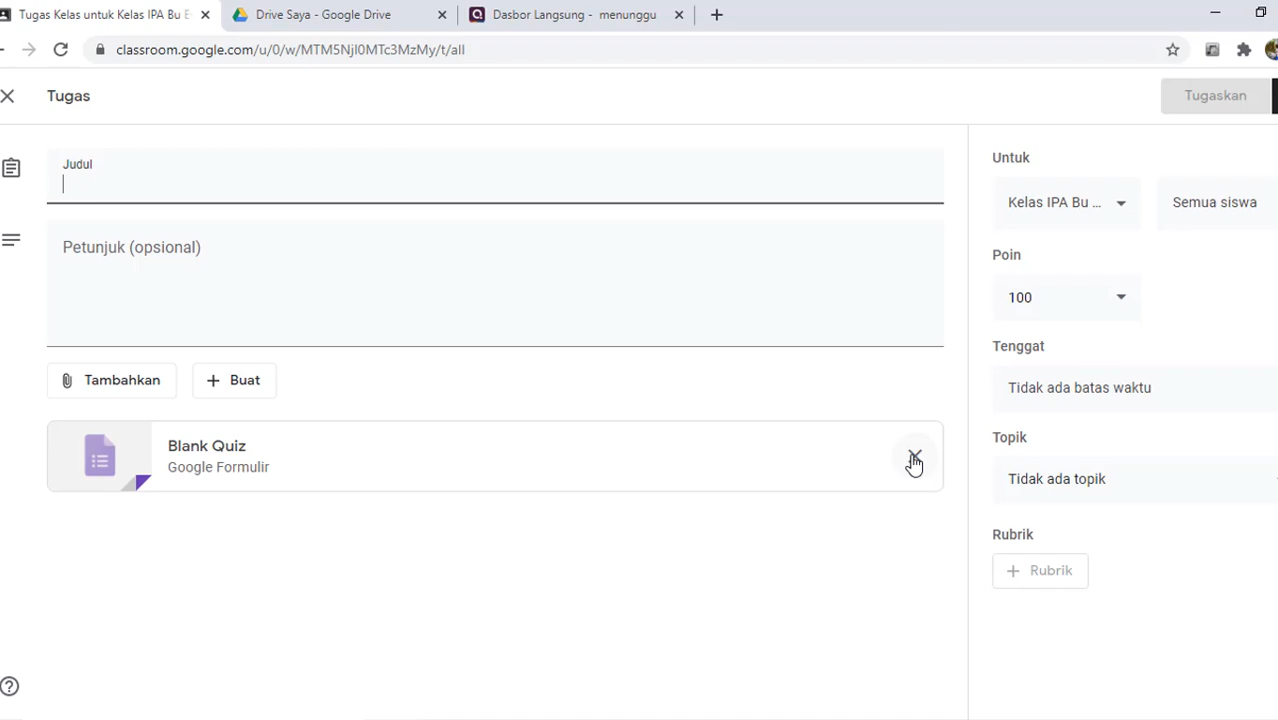 Tugas Kelas untuk Kelas IPA Bu E
Drive Saya - Google Drive
Dasbor Langsung - menunggu
classroom.google.com/u/0/w/MTM5NjI0MTc3MzMy/t/all
Tugas
Tugaskan
Judul
Petunjuk (opsional)
Tambahkan
Buat
Blank Quiz
Google Formulir
Untuk
Kelas IPA Bu ...
Semua siswa
Poin
100
Tenggat
Tidak ada batas waktu
Topik
Tidak ada topik
Rubrik
Rubrik